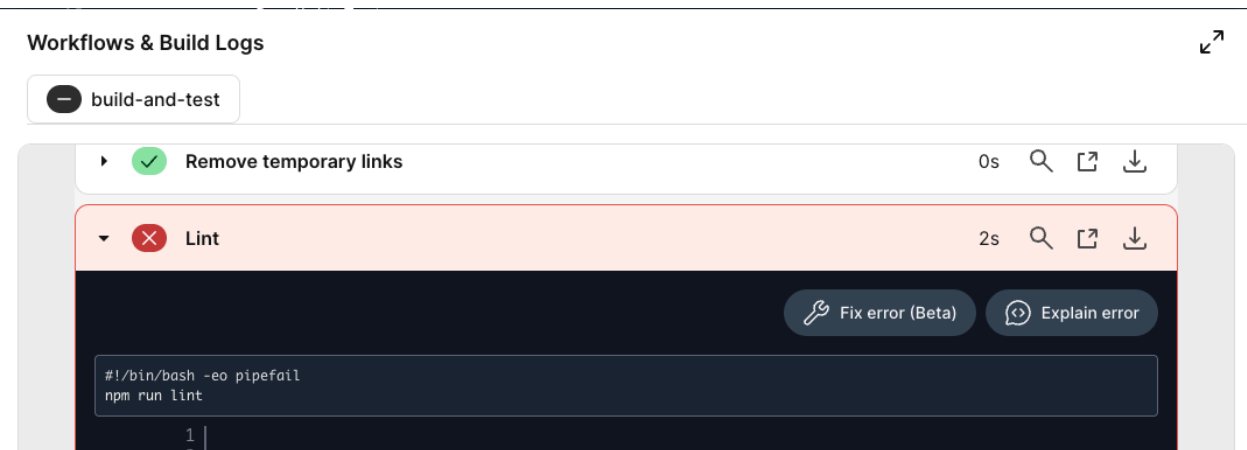 Workflows & Build Logs
build-and-test
Remove temporary links 0s
Lint 2s
Fix error (Beta) Explain error
#!/bin/bash -eo pipefail
npm run lint
1